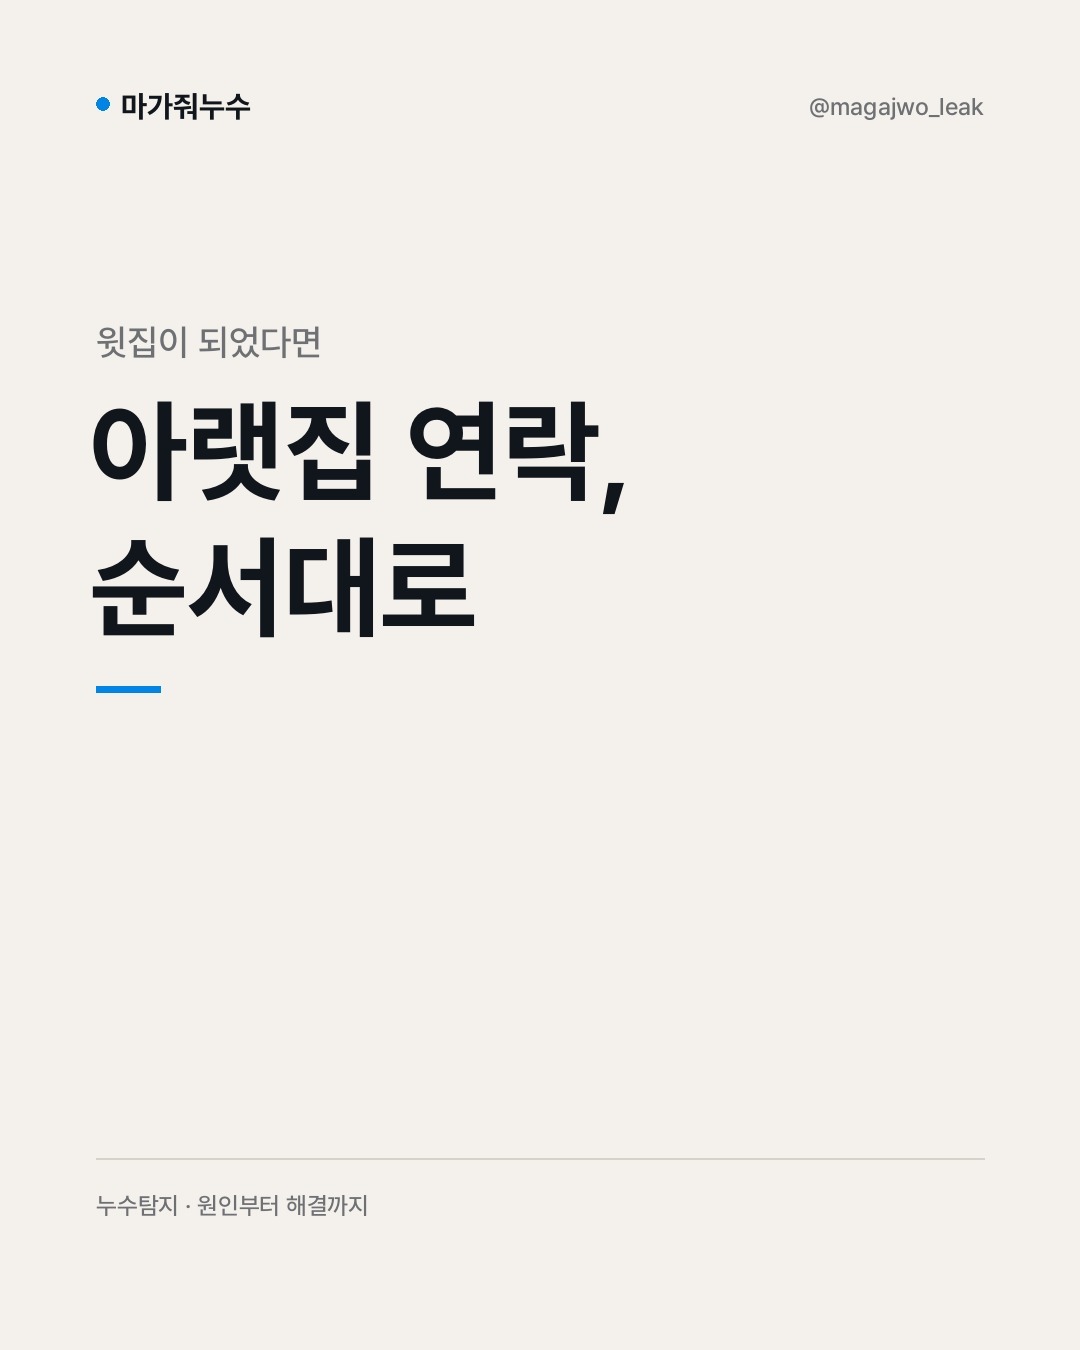 마가줘누수
@magajwo_leak
윗집이 되었다면
아랫집 연락,
순서대로
누수탐지 · 원인부터 해결까지